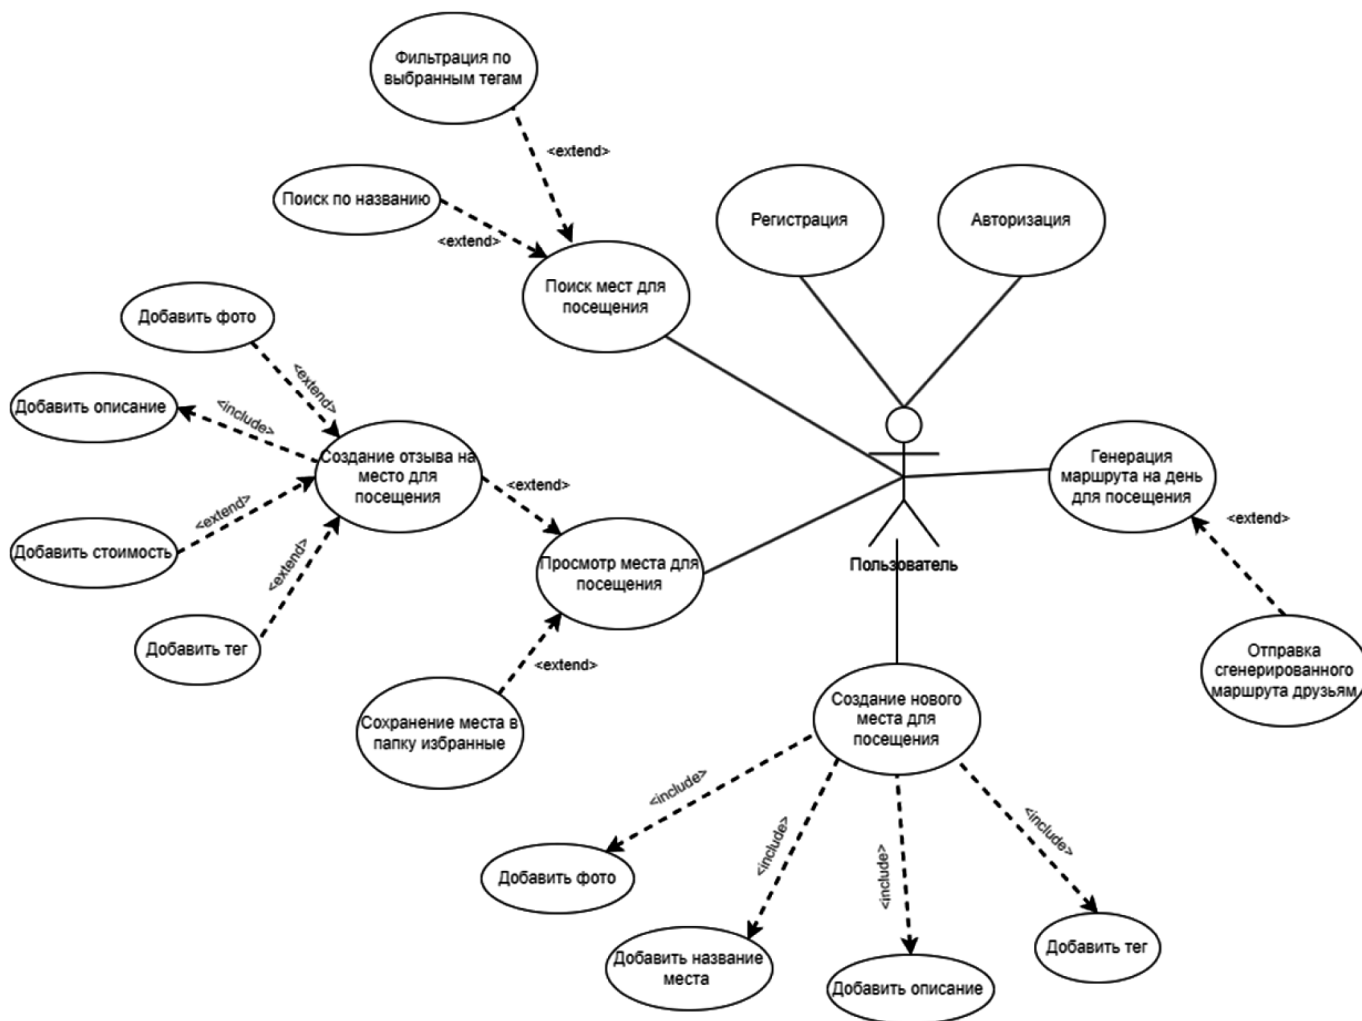 Фильтрация по
выбранным тегам
<extend>
Поиск по названию
<extend>
Регистрация
Авторизация
Поиск мест для
посещения
Добавить фото
<extend>
Добавить описание
<include>
Создание отзыва на
место для
посещения
<extend>
Генерация
маршрута на день
для посещения
<extend>
<extend>
Добавить стоимость
Просмотр места для
посещения
Пользователь
<extend>
Добавить тег
<extend>
Отправка
сгенерированного
маршрута друзьям
Сохранение места в
папку избранные
Создание нового
места для
посещения
<include>
<include>
<include>
<include>
Добавить фото
Добавить название
места
Добавить описание
Добавить тег